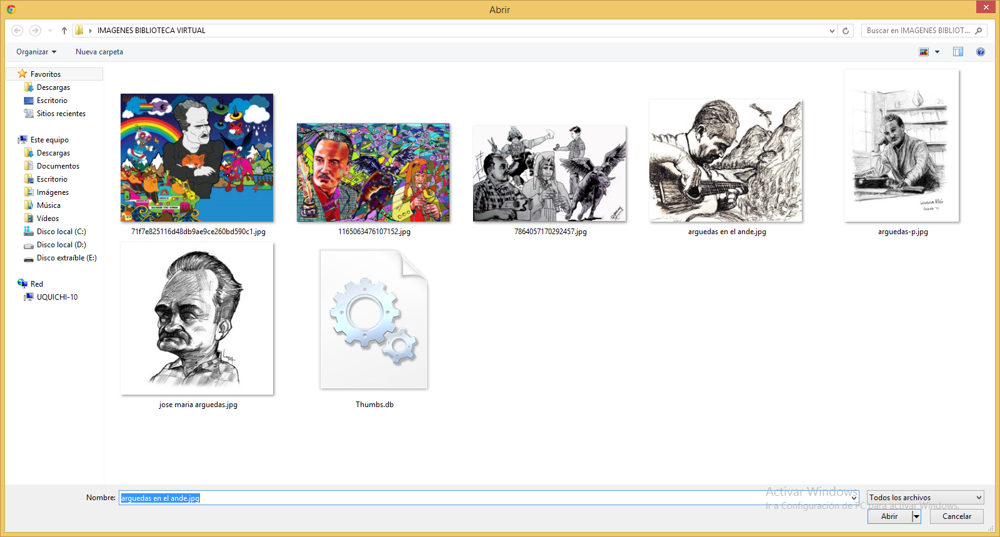 Abrir
IMAGENES BIBLIOTECA VIRTUAL
Buscar en IMAGENES BIBLIOT...
Organizar
Nueva carpeta
Favoritos
Descargas
Escritorio
Sitios recientes
Este equipo
Descargas
Documentos
Escritorio
Imágenes
Música
Vídeos
Disco local (C:)
Disco local (D:)
Disco extraíble (E:)
Red
UQUICHI-10
71f7e825116d48db9ae9ce260bd590c1.jpg
1165063476107152.jpg
7864057170292457.jpg
arguedas en el ande.jpg
arguedas-p.jpg
jose maria arguedas.jpg
Thumbs.db
Nombre:
arguedas en el ande.jpg
Todos los archivos
Activar Windows
Ir a Configuración de PC para activar Windows.
Abrir
Cancelar